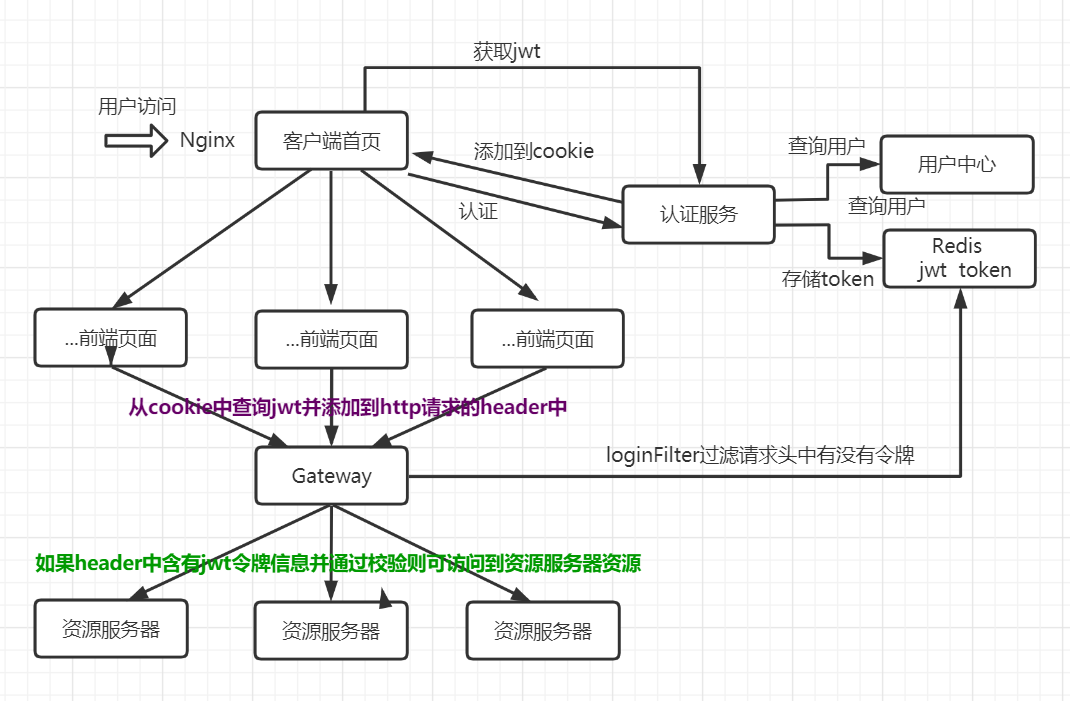 获取jwt
用户访问
Nginx
客户端首页
添加到cookie
认证
认证服务
查询用户
用户中心
查询用户
Redis
jwt token
存储token
...前端页面
...前端页面
...前端页面
从cookie中查询jwt并添加到http请求的header中
Gateway
loginFilter过滤请求头中有没有令牌
如果header中含有jwt令牌信息并通过校验则可访问到资源服务器资源
资源服务器
资源服务器
资源服务器